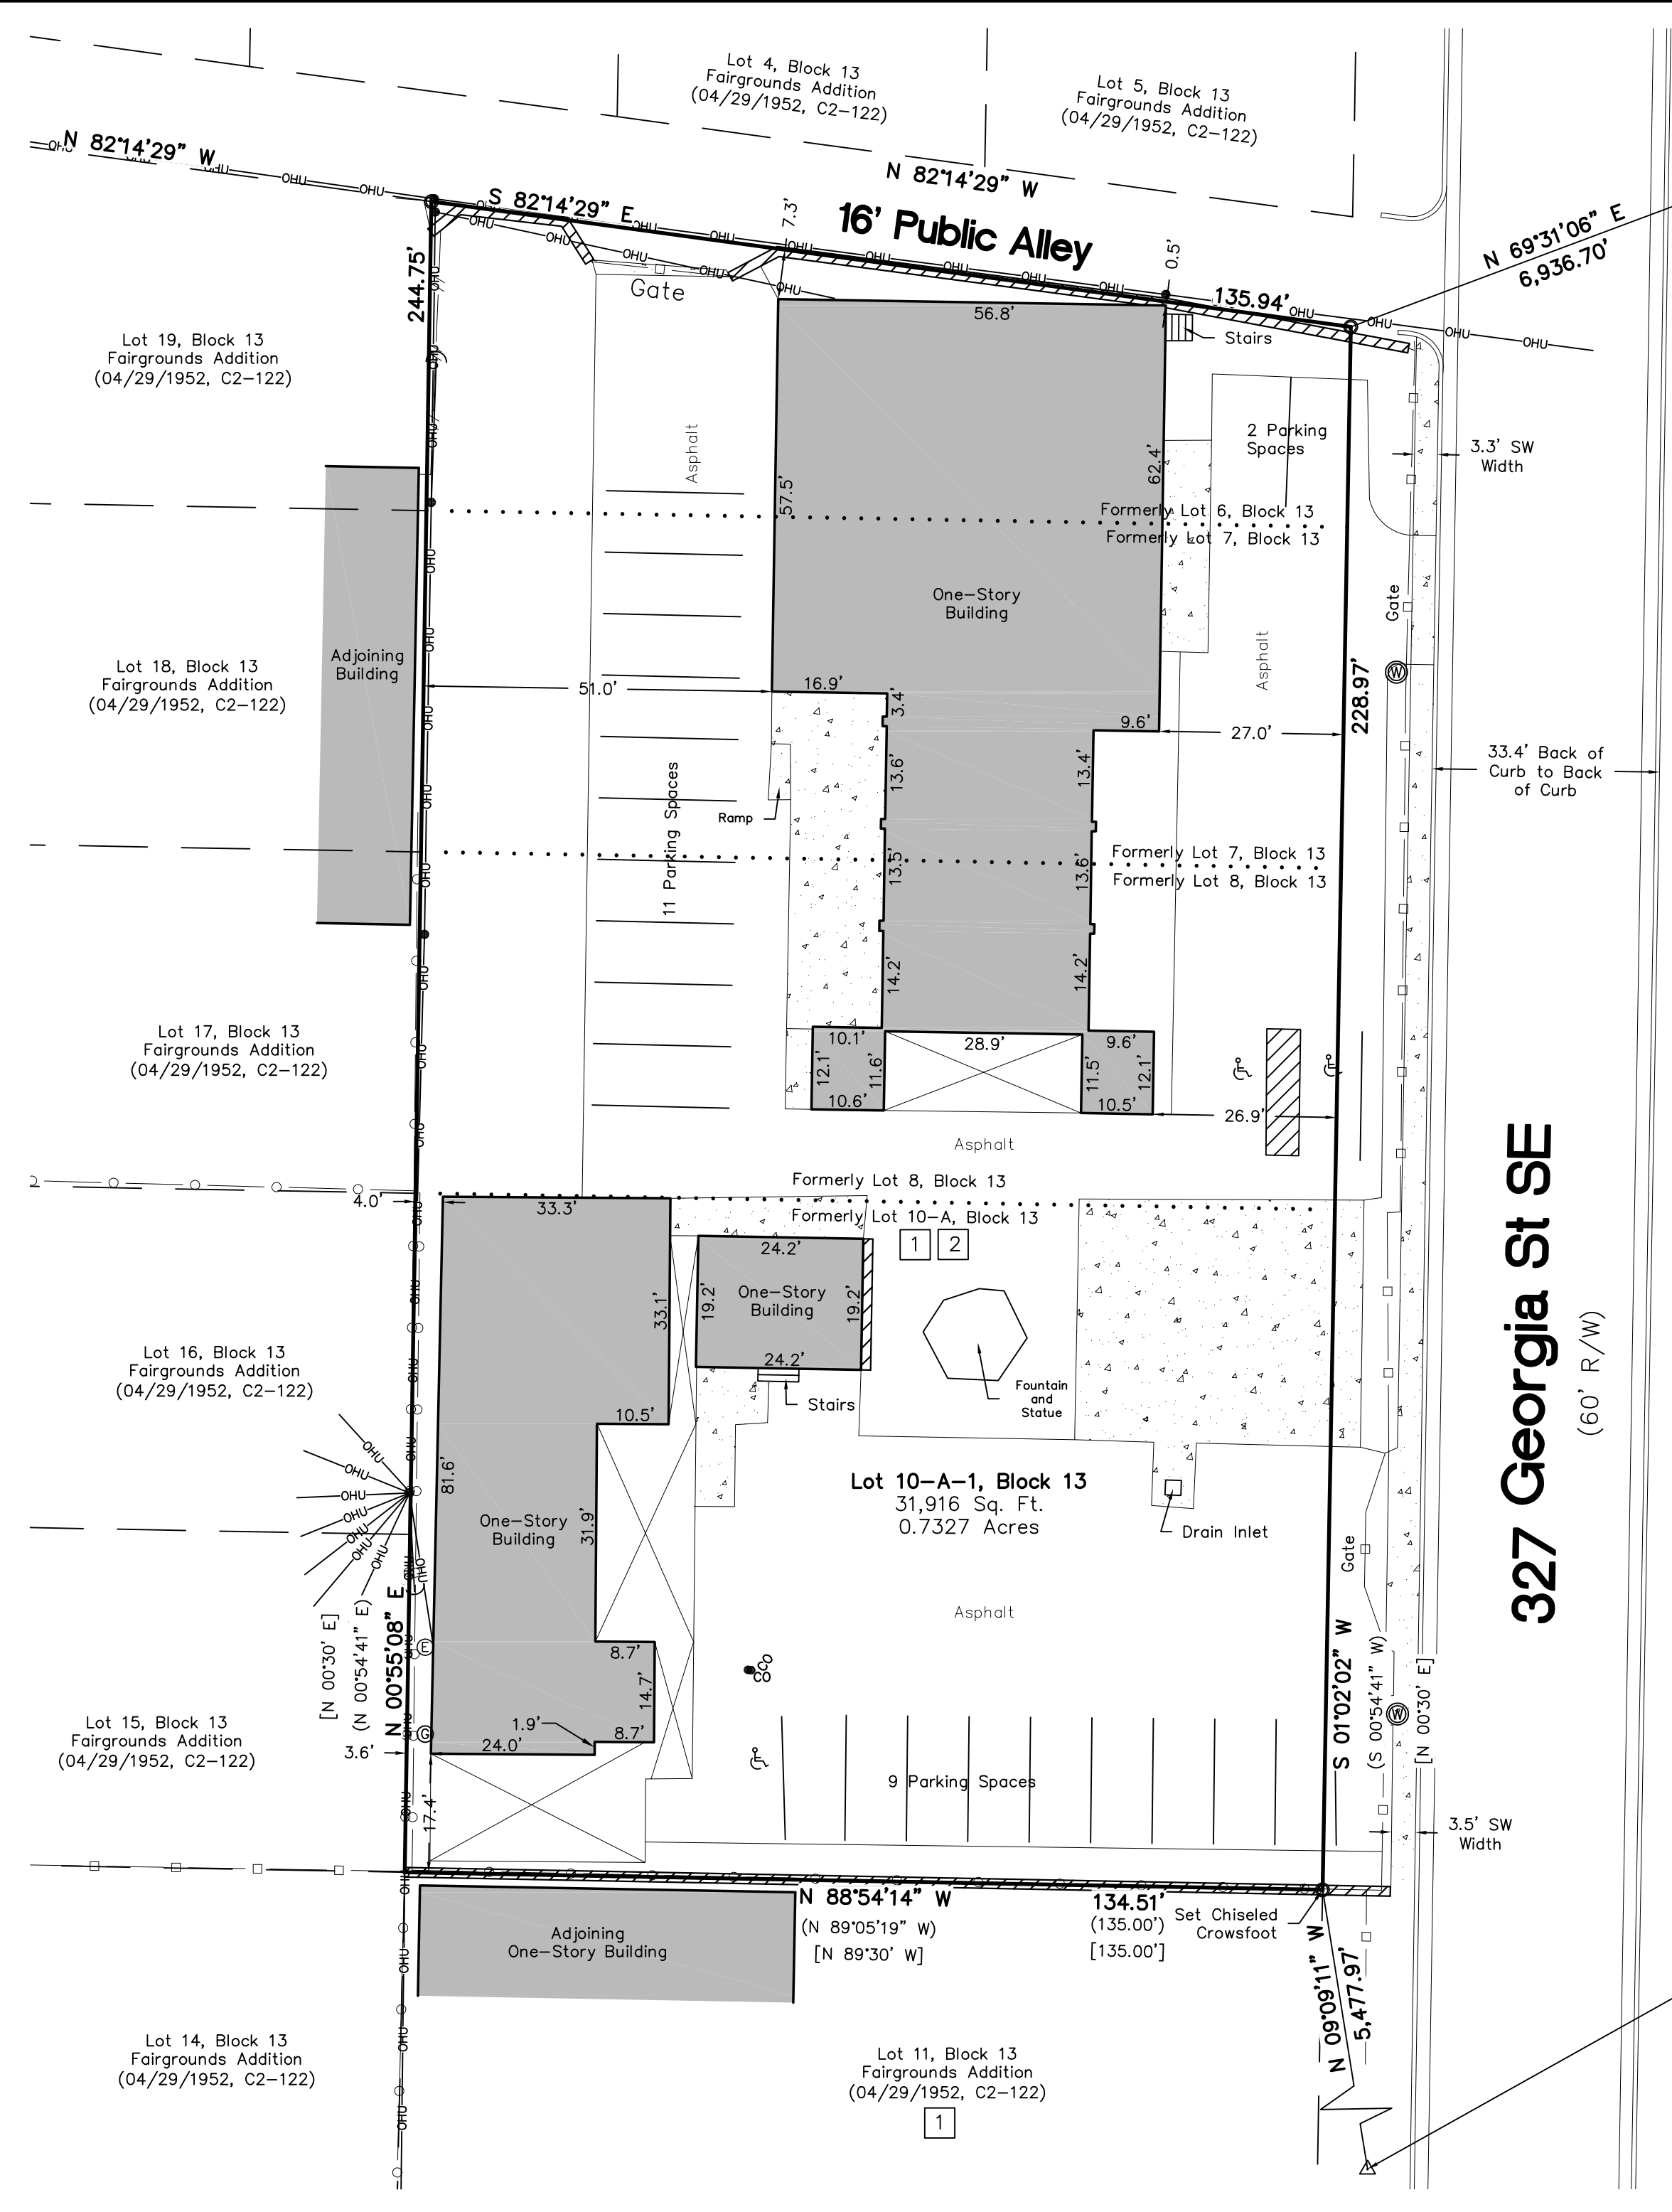 Lot 4, Block 13
Fairgrounds Addition
(04/29/1952, C2-122)
Lot 5, Block 13
Fairgrounds Addition
(04/29/1952, C2-122)
N 82°14'29" W
N 82°14'29" W
S 82°14'29" E
16' Public Alley
7.3'
0.5'
135.94'
N 69°31'06" E
6,936.70'
244.75'
Gate
56.8'
Stairs
Lot 19, Block 13
Fairgrounds Addition
(04/29/1952, C2-122)
Asphalt
57.5'
62.4'
2 Parking
Spaces
3.3' SW
Width
Formerly Lot 6, Block 13
Formerly Lot 7, Block 13
One-Story
Building
Gate
Asphalt
Adjoining
Building
Lot 18, Block 13
Fairgrounds Addition
(04/29/1952, C2-122)
51.0'
16.9'
3.4'
9.6'
27.0'
228.97'
W
33.4' Back of
Curb to Back
of Curb
13.6'
13.4'
11 Parking Spaces
Ramp
Formerly Lot 7, Block 13
Formerly Lot 8, Block 13
13.5'
13.6'
14.2'
14.2'
Lot 17, Block 13
Fairgrounds Addition
(04/29/1952, C2-122)
10.1'
28.9'
9.6'
12.1'
11.6'
11.5'
12.1'
10.6'
10.5'
26.9'
Asphalt
4.0'
33.3'
Formerly Lot 8, Block 13
Formerly Lot 10-A, Block 13
1
2
24.2'
One-Story
Building
19.2'
19.2'
24.2'
33.1'
Stairs
Fountain
and
Statue
327 Georgia St SE
(60' R/W)
Lot 16, Block 13
Fairgrounds Addition
(04/29/1952, C2-122)
10.5'
81.6'
31.9'
One-Story
Building
Lot 10-A-1, Block 13
31,916 Sq. Ft.
0.7327 Acres
Drain Inlet
Gate
OHU
OHU
OHU
OHU
OHU
OHU
OHU
Asphalt
[N 00°30' E]
(N 00°54'41" E)
N 00°55'08" E
E
G
8.7'
14.7'
1.9'
8.7'
24.0'
3.6'
17.4'
CO
CO
S 01°02'02" W
(S 00°54'41" W)
[N 00°30' E]
W
Lot 15, Block 13
Fairgrounds Addition
(04/29/1952, C2-122)
9 Parking Spaces
3.5' SW
Width
N 88°54'14" W
(N 89°05'19" W)
[N 89°30' W]
134.51'
(135.00')
[135.00']
Set Chiseled
Crowsfoot
Adjoining
One-Story Building
N 09°09'11" W
5,477.97'
Lot 14, Block 13
Fairgrounds Addition
(04/29/1952, C2-122)
Lot 11, Block 13
Fairgrounds Addition
(04/29/1952, C2-122)
1